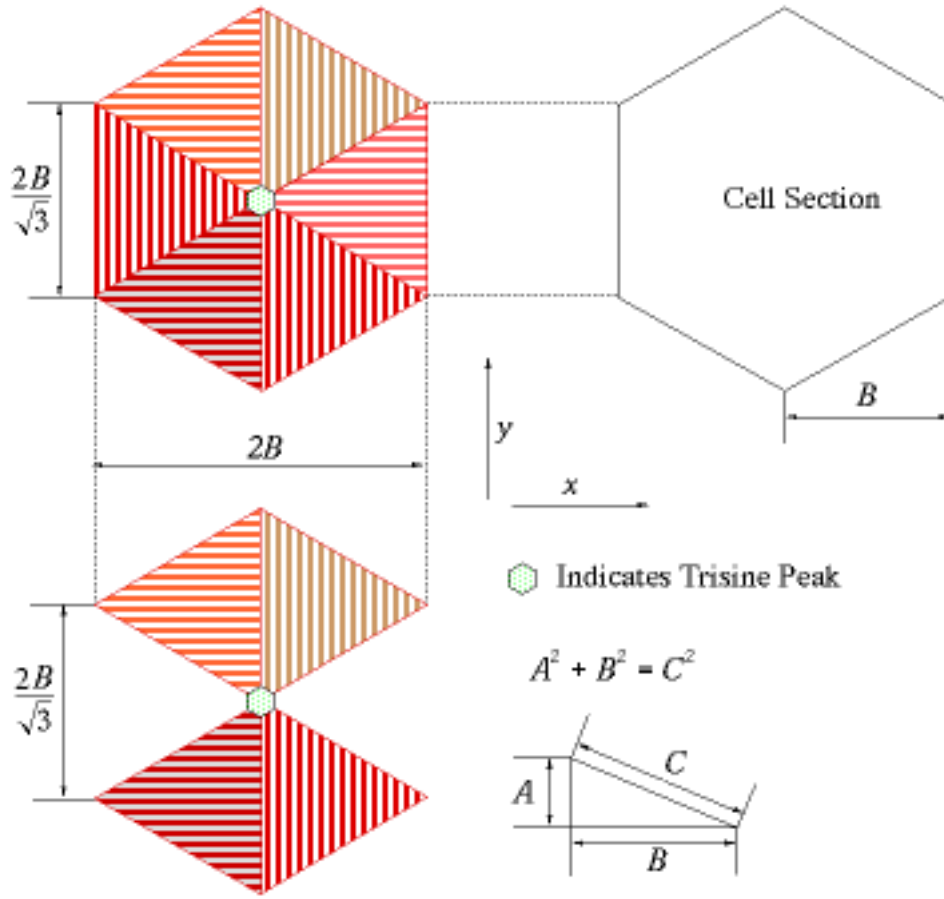 2B
√3
Cell Section
B
y
2B
x
Indicates Trisine Peak
2B
√3
A² + B² = C²
C
A
B